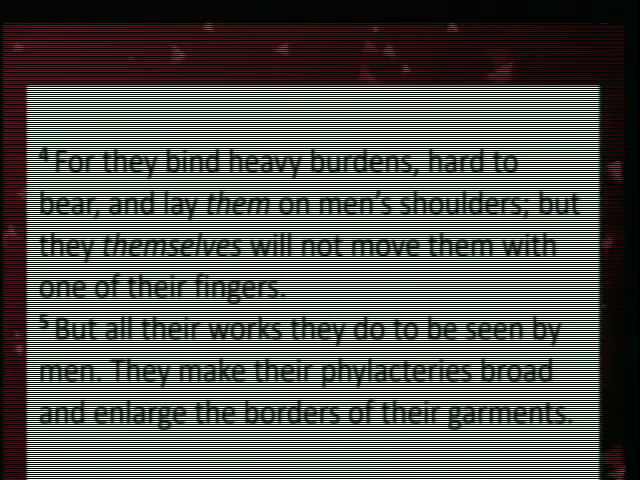 4 For they bind heavy burdens, hard to
bear, and lay them on men's shoulders; but
they themselves will not move them with
one of their fingers.
5 But all their works they do to be seen by
men. They make their phylacteries broad
and enlarge the borders of their garments.